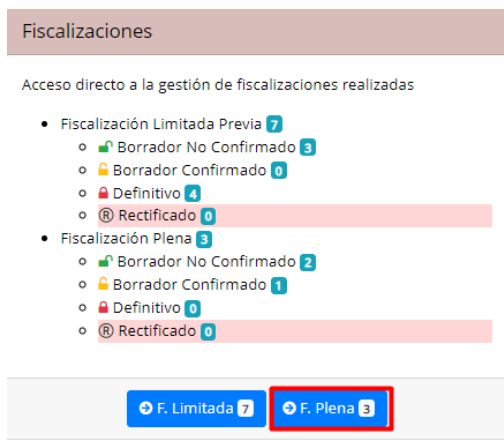 Fiscalizaciones
Acceso directo a la gestión de fiscalizaciones realizadas
Fiscalización Limitada Previa 7
Borrador No Confirmado 3
Borrador Confirmado 0
Definitivo 4
® Rectificado 0
Fiscalización Plena 3
Borrador No Confirmado 2
Borrador Confirmado 1
Definitivo 0
® Rectificado 0
F. Limitada 7 F. Plena 3